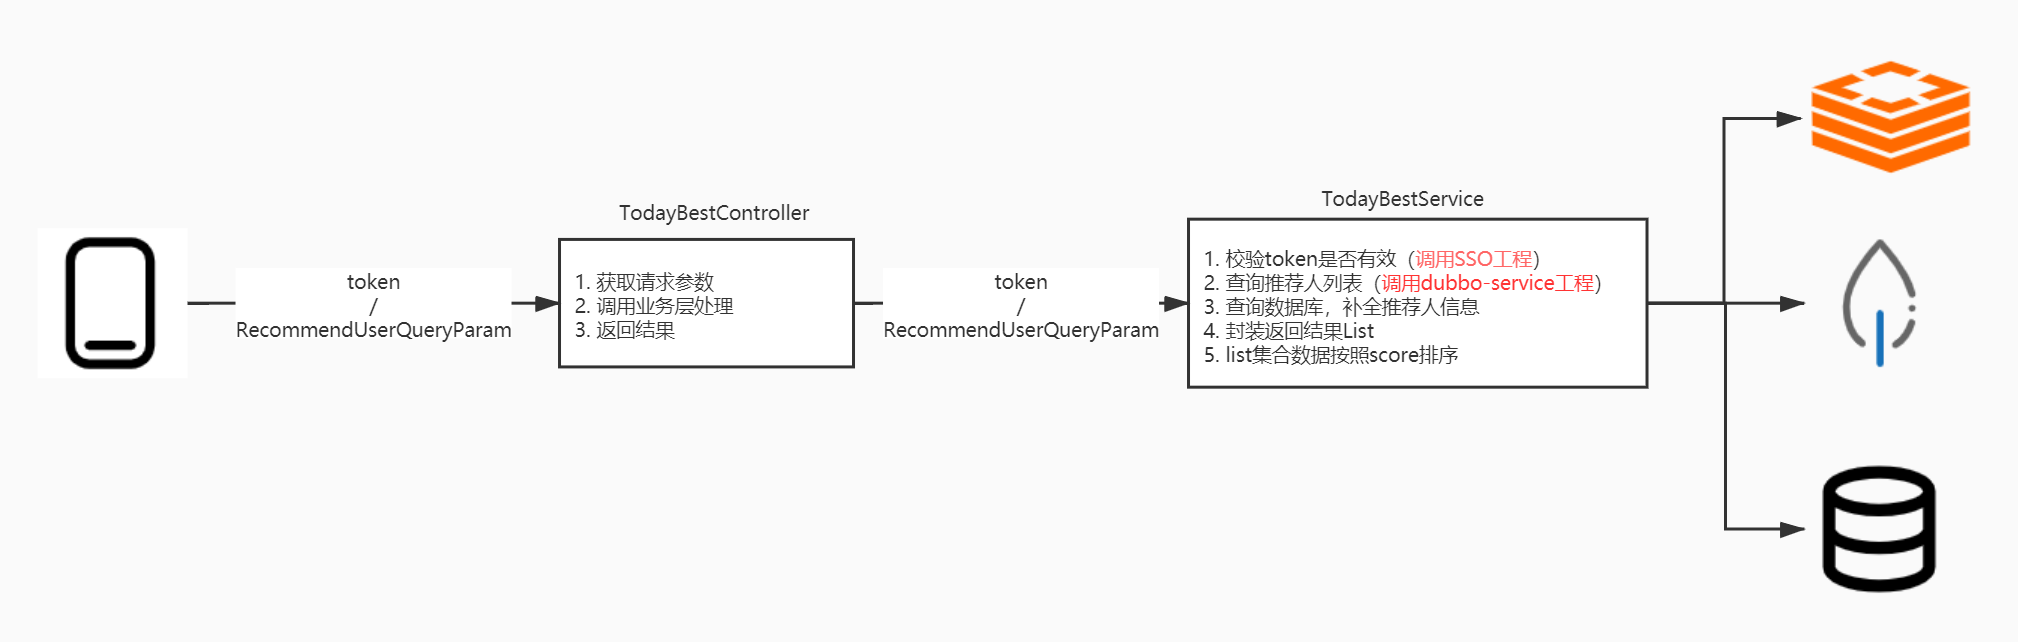 token
/
RecommendUserQueryParam
TodayBestController
1. 获取请求参数
2. 调用业务层处理
3. 返回结果
token
/
RecommendUserQueryParam
TodayBestService
1. 校验token是否有效（调用SSO工程）
2. 查询推荐人列表（调用dubbo-service工程）
3. 查询数据库，补全推荐人信息
4. 封装返回结果List
5. list集合数据按照score排序